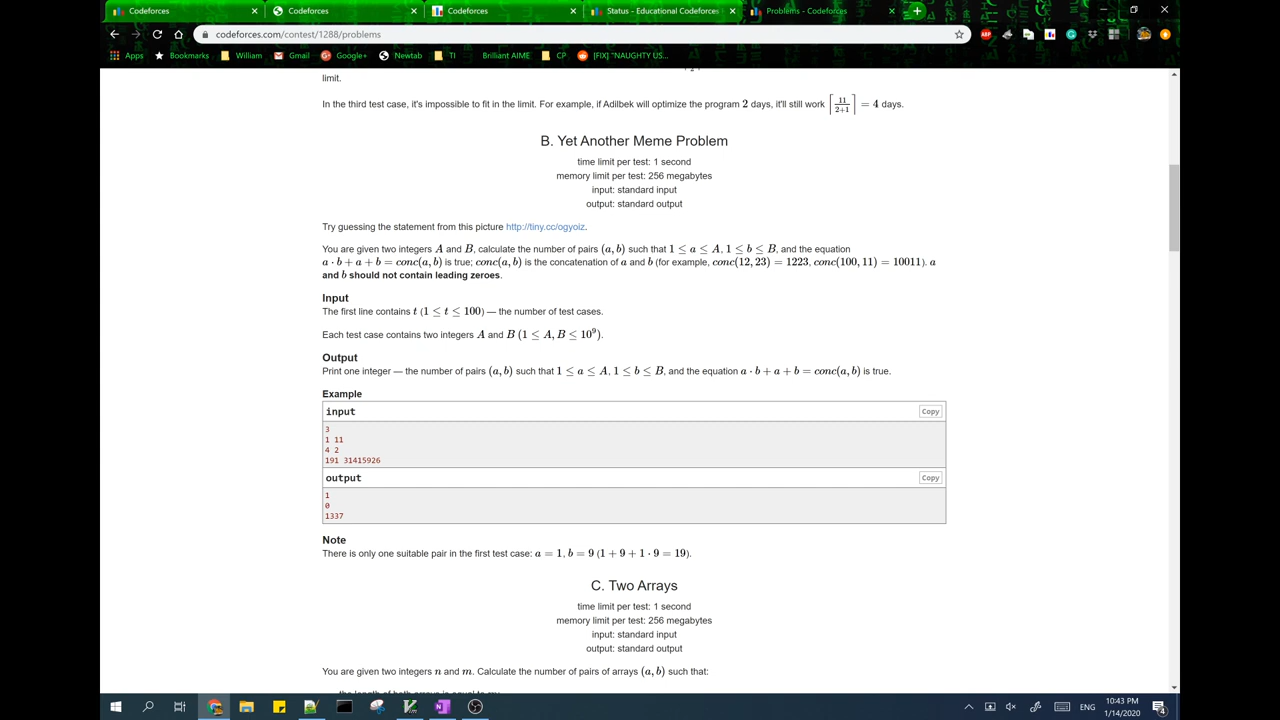 Codeforces
Codeforces
Codeforces
Status - Educational Codeforces
Problems - Codeforces
codeforces.com/contest/1288/problems
Apps
Bookmarks
William
Gmail
Google+
Newtab
TI
Brilliant AIME
CP
[FIX] "NAUGHTY US...
limit.
In the third test case, it's impossible to fit in the limit. For example, if Adilbek will optimize the program 2 days, it'll still work ⌈11/(2+1)⌉ = 4 days.
B. Yet Another Meme Problem
time limit per test: 1 second
memory limit per test: 256 megabytes
input: standard input
output: standard output
Try guessing the statement from this picture http://tiny.cc/ogyoiz.
You are given two integers A and B, calculate the number of pairs (a, b) such that 1 ≤ a ≤ A, 1 ≤ b ≤ B, and the equation
a · b + a + b = conc(a, b) is true; conc(a, b) is the concatenation of a and b (for example, conc(12, 23) = 1223, conc(100, 11) = 10011). a
and b should not contain leading zeroes.
Input
The first line contains t (1 ≤ t ≤ 100) — the number of test cases.
Each test case contains two integers A and B (1 ≤ A, B ≤ 10⁹).
Output
Print one integer — the number of pairs (a, b) such that 1 ≤ a ≤ A, 1 ≤ b ≤ B, and the equation a · b + a + b = conc(a, b) is true.
Example
input
Copy
3
1 11
4 2
191 31415926
output
Copy
1
0
1337
Note
There is only one suitable pair in the first test case: a = 1, b = 9 (1 + 9 + 1 · 9 = 19).
C. Two Arrays
time limit per test: 1 second
memory limit per test: 256 megabytes
input: standard input
output: standard output
You are given two integers n and m. Calculate the number of pairs of arrays (a, b) such that:
the length of both arrays is equal to m
ENG
10:43 PM
1/14/2020